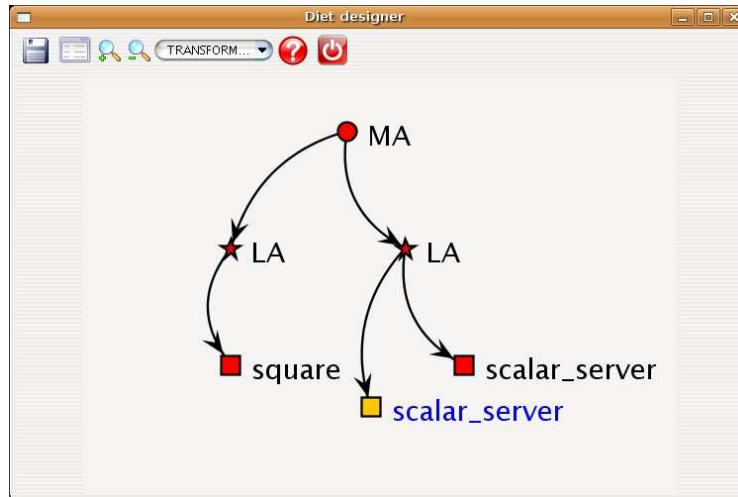 Diet designer
TRANSFORM...
MA
LA
LA
square
scalar_server
scalar_server